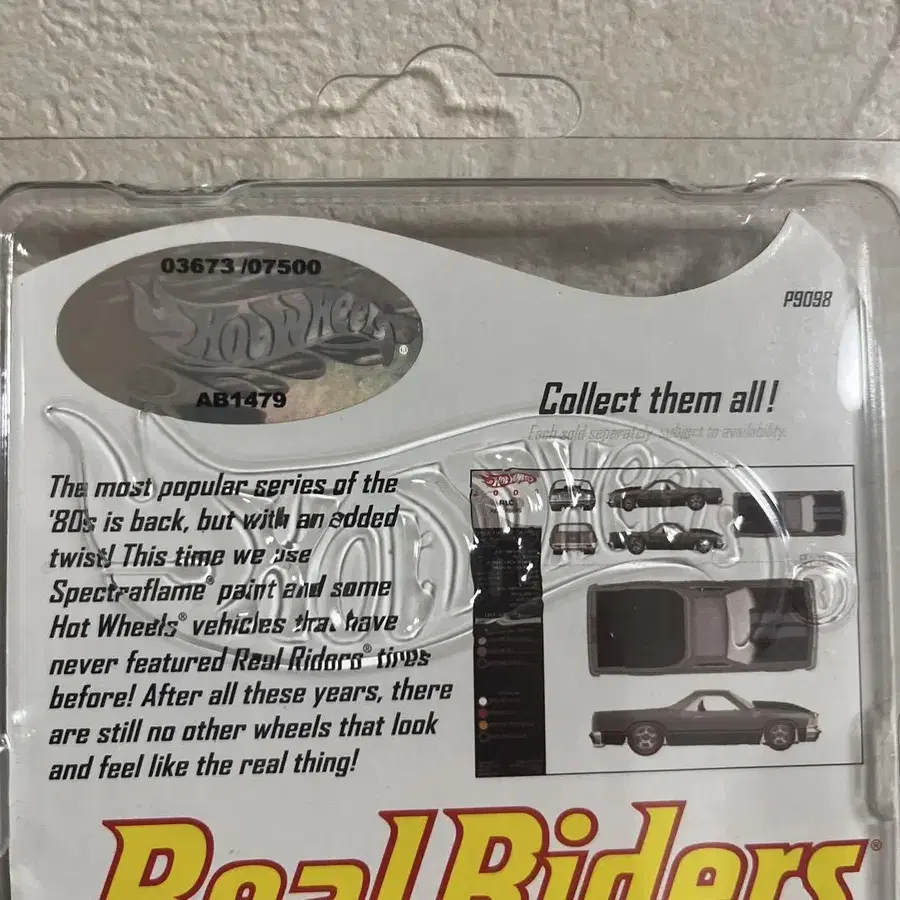 03673 /07500
Hot Wheels®
AB1479
P9098
Collect them all!
Each sold separately, subject to availability.
The most popular series of the
'80s is back, but with an added
twist! This time we use
Spectraflame® paint and some
Hot Wheels® vehicles that have
never featured Real Riders® tires
before! After all these years, there
are still no other wheels that look
and feel like the real thing!
Hot Wheels
RLC
Real Riders®